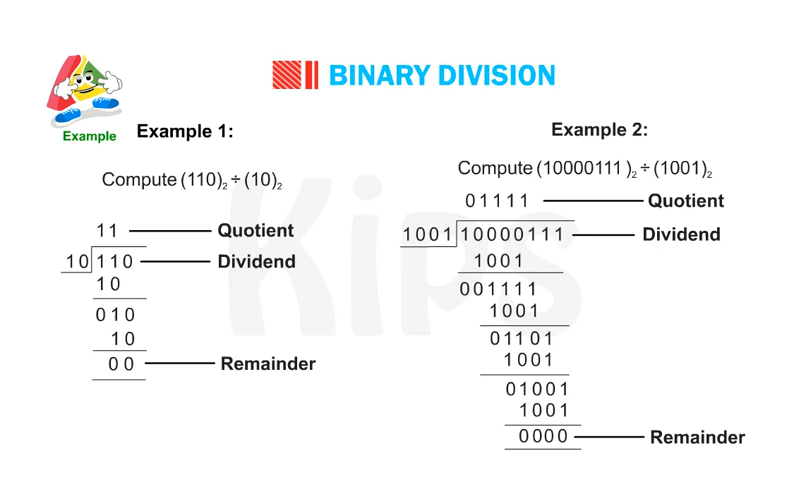 BINARY DIVISION
Example
Example 1:
Compute (110)₂ ÷ (10)₂
11 Quotient
10 110 Dividend
10
010
10
00 Remainder
Example 2:
Compute (10000111 )₂ ÷ (1001)₂
01111 Quotient
1001 10000111 Dividend
1001
001111
1001
01101
1001
01001
1001
0000 Remainder
Kips